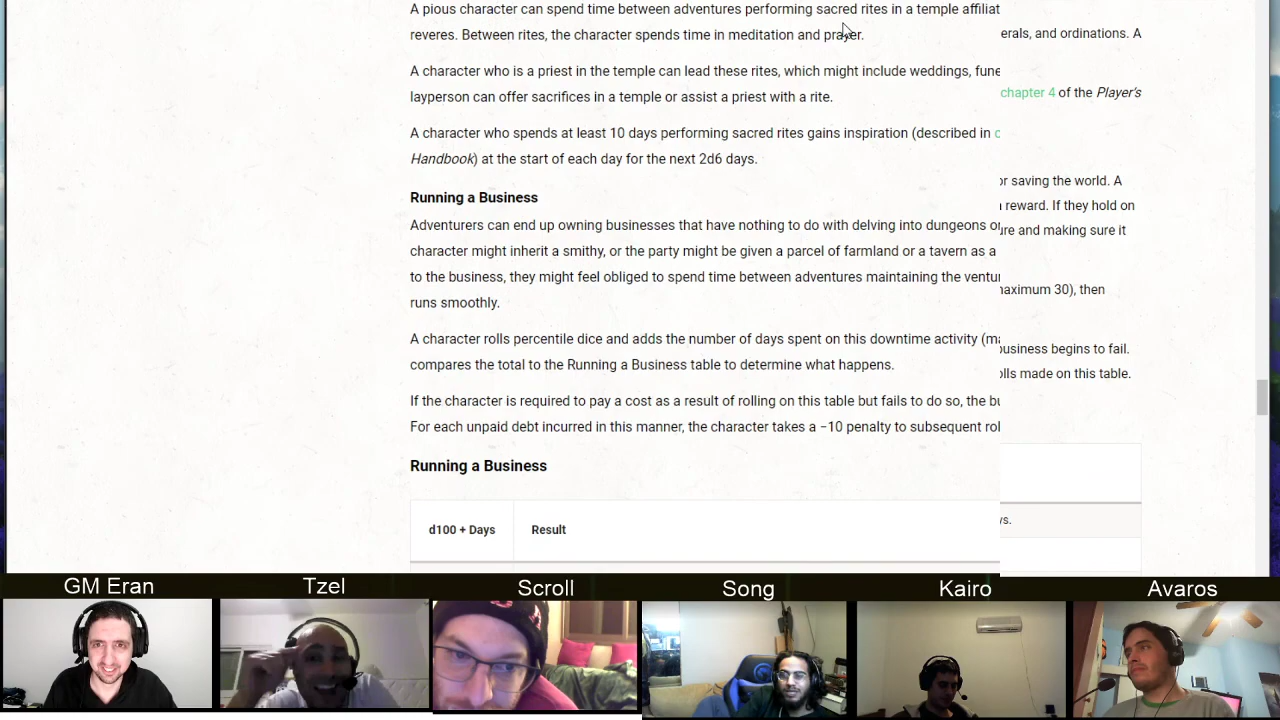 A pious character can spend time between adventures performing sacred rites in a temple affiliat
reveres. Between rites, the character spends time in meditation and prayer.
erals, and ordinations. A
A character who is a priest in the temple can lead these rites, which might include weddings, fune
layperson can offer sacrifices in a temple or assist a priest with a rite.
chapter 4 of the Player's
A character who spends at least 10 days performing sacred rites gains inspiration (described in c
Handbook) at the start of each day for the next 2d6 days.
Running a Business
or saving the world. A
a reward. If they hold on
ure and making sure it
Adventurers can end up owning businesses that have nothing to do with delving into dungeons or
character might inherit a smithy, or the party might be given a parcel of farmland or a tavern as a
to the business, they might feel obliged to spend time between adventures maintaining the ventu
runs smoothly.
naximum 30), then
A character rolls percentile dice and adds the number of days spent on this downtime activity (ma
compares the total to the Running a Business table to determine what happens.
business begins to fail.
olls made on this table.
If the character is required to pay a cost as a result of rolling on this table but fails to do so, the bu
For each unpaid debt incurred in this manner, the character takes a −10 penalty to subsequent rol
Running a Business
d100 + Days Result
ys.
GM Eran Tzel Scroll Song Kairo Avaros